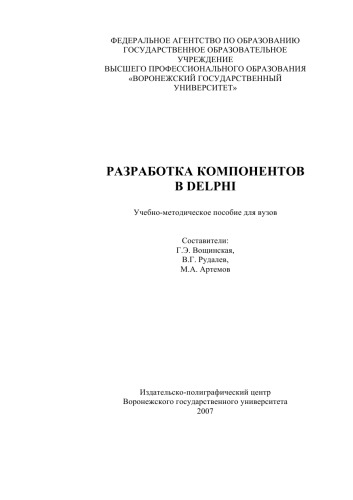 ФЕДЕРАЛЬНОЕ АГЕНТСТВО ПО ОБРАЗОВАНИЮ
ГОСУДАРСТВЕННОЕ ОБРАЗОВАТЕЛЬНОЕ
УЧРЕЖДЕНИЕ
ВЫСШЕГО ПРОФЕССИОНАЛЬНОГО ОБРАЗОВАНИЯ
«ВОРОНЕЖСКИЙ ГОСУДАРСТВЕННЫЙ
УНИВЕРСИТЕТ»
РАЗРАБОТКА КОМПОНЕНТОВ
В DELPHI
Учебно-методическое пособие для вузов
Составители:
Г.Э. Вощинская,
В.Г. Рудалев,
М.А. Артемов
Издательско-полиграфический центр
Воронежского государственного университета
2007